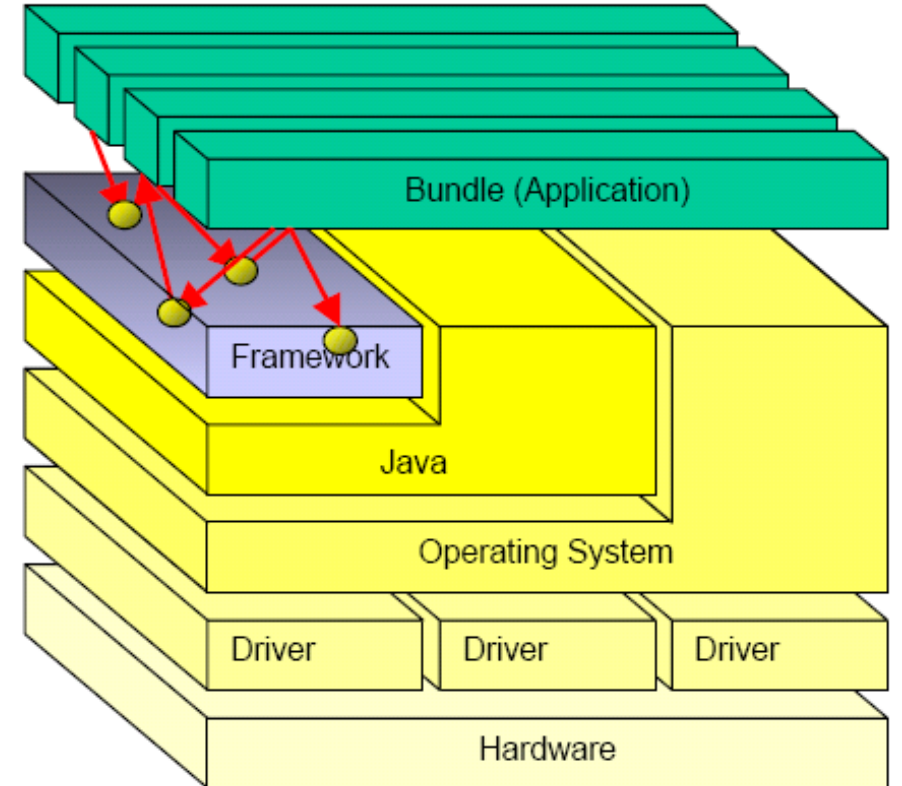 Bundle (Application)
Framework
Java
Operating System
Driver
Driver
Driver
Hardware